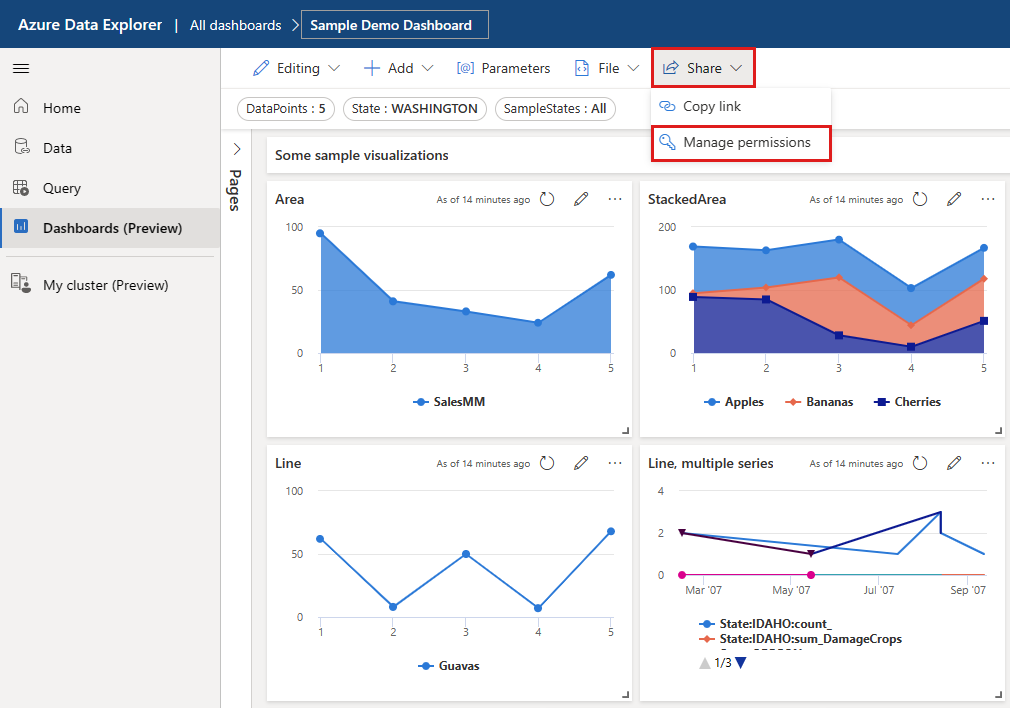 Azure Data Explorer | All dashboards > Sample Demo Dashboard
Editing Add Parameters File Share
Copy link
Manage permissions
DataPoints : 5 State : WASHINGTON SampleStates : All
Home
Data
Query
Dashboards (Preview)
My cluster (Preview)
Pages
Some sample visualizations
Area As of 14 minutes ago
100
50
0
1 2 3 4 5
SalesMM
StackedArea As of 14 minutes ago
200
100
0
1 2 3 4 5
Apples Bananas Cherries
Line As of 14 minutes ago
100
50
0
1 2 3 4 5
Guavas
Line, multiple series As of 14 minutes ago
4
2
0
Mar '07 May '07 Jul '07 Sep '07
State:IDAHO:count_
State:IDAHO:sum_DamageCrops
1/3